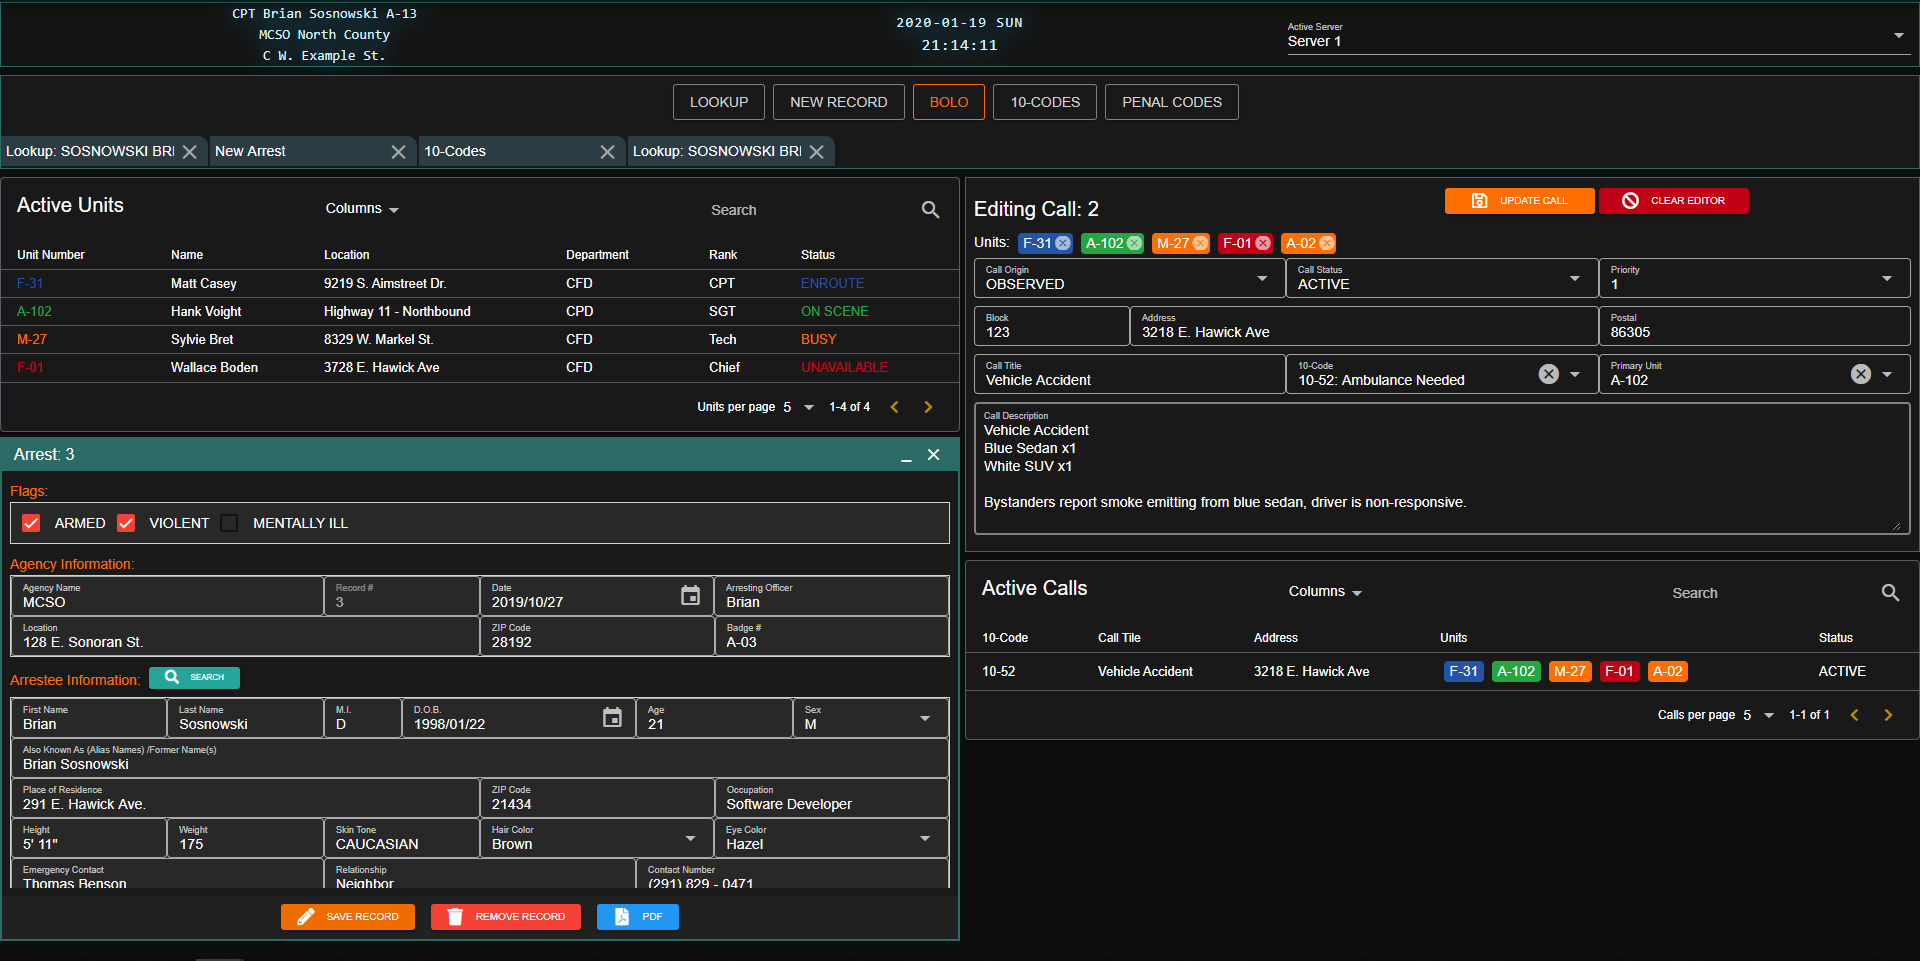 CPT Brian Sosnowski A-13
MCSO North County
C W. Example St.
2020-01-19 SUN
21:14:11
Active Server
Server 1
LOOKUP NEW RECORD BOLO 10-CODES PENAL CODES
Lookup: SOSNOWSKI BRI New Arrest 10-Codes Lookup: SOSNOWSKI BRI
Active Units Columns Search
Unit Number Name Location Department Rank Status
F-31 Matt Casey 9219 S. Aimstreet Dr. CFD CPT ENROUTE
A-102 Hank Voight Highway 11 - Northbound CPD SGT ON SCENE
M-27 Sylvie Bret 8329 W. Markel St. CFD Tech BUSY
F-01 Wallace Boden 3728 E. Hawick Ave CFD Chief UNAVAILABLE
Units per page 5 1-4 of 4
Arrest: 3
Flags:
ARMED VIOLENT MENTALLY ILL
Agency Information:
Agency Name Record # Date Arresting Officer
MCSO 3 2019/10/27 Brian
Location ZIP Code Badge #
128 E. Sonoran St. 28192 A-03
Arrestee Information: SEARCH
First Name Last Name M.I. D.O.B. Age Sex
Brian Sosnowski D 1998/01/22 21 M
Also Known As (Alias Names) /Former Name(s)
Brian Sosnowski
Place of Residence ZIP Code Occupation
291 E. Hawick Ave. 21434 Software Developer
Height Weight Skin Tone Hair Color Eye Color
5' 11" 175 CAUCASIAN Brown Hazel
Emergency Contact Relationship Contact Number
Thomas Benson Neighbor (291) 829 - 0471
SAVE RECORD REMOVE RECORD PDF
Editing Call: 2 UPDATE CALL CLEAR EDITOR
Units: F-31 A-102 M-27 F-01 A-02
Call Origin Call Status Priority
OBSERVED ACTIVE 1
Block Address Postal
123 3218 E. Hawick Ave 86305
Call Title 10-Code Primary Unit
Vehicle Accident 10-52: Ambulance Needed A-102
Call Description
Vehicle Accident
Blue Sedan x1
White SUV x1
Bystanders report smoke emitting from blue sedan, driver is non-responsive.
Active Calls Columns Search
10-Code Call Tile Address Units Status
10-52 Vehicle Accident 3218 E. Hawick Ave F-31 A-102 M-27 F-01 A-02 ACTIVE
Calls per page 5 1-1 of 1